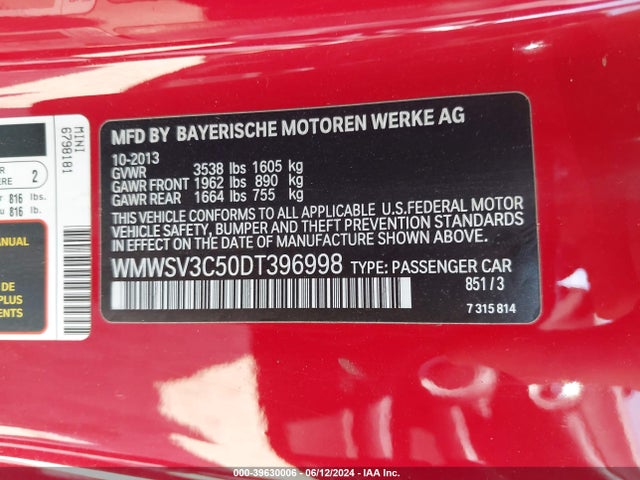 MFD BY BAYERISCHE MOTOREN WERKE AG
10-2013
GVWR 3538 lbs 1605 kg
GAWR FRONT 1962 lbs 890 kg
GAWR REAR 1664 lbs 755 kg
THIS VEHICLE CONFORMS TO ALL APPLICABLE U.S.FEDERAL MOTOR
VEHICLE SAFETY, BUMPER AND THEFT PREVENTION STANDARDS
IN EFFECT ON THE DATE OF MANUFACTURE SHOWN ABOVE.
WMWSV3C50DT396998 TYPE: PASSENGER CAR
851 / 3
7 315 814
MINI
6798181
2
816 lbs.
816 lb.
000-39630006 - 06/12/2024 - IAA Inc.